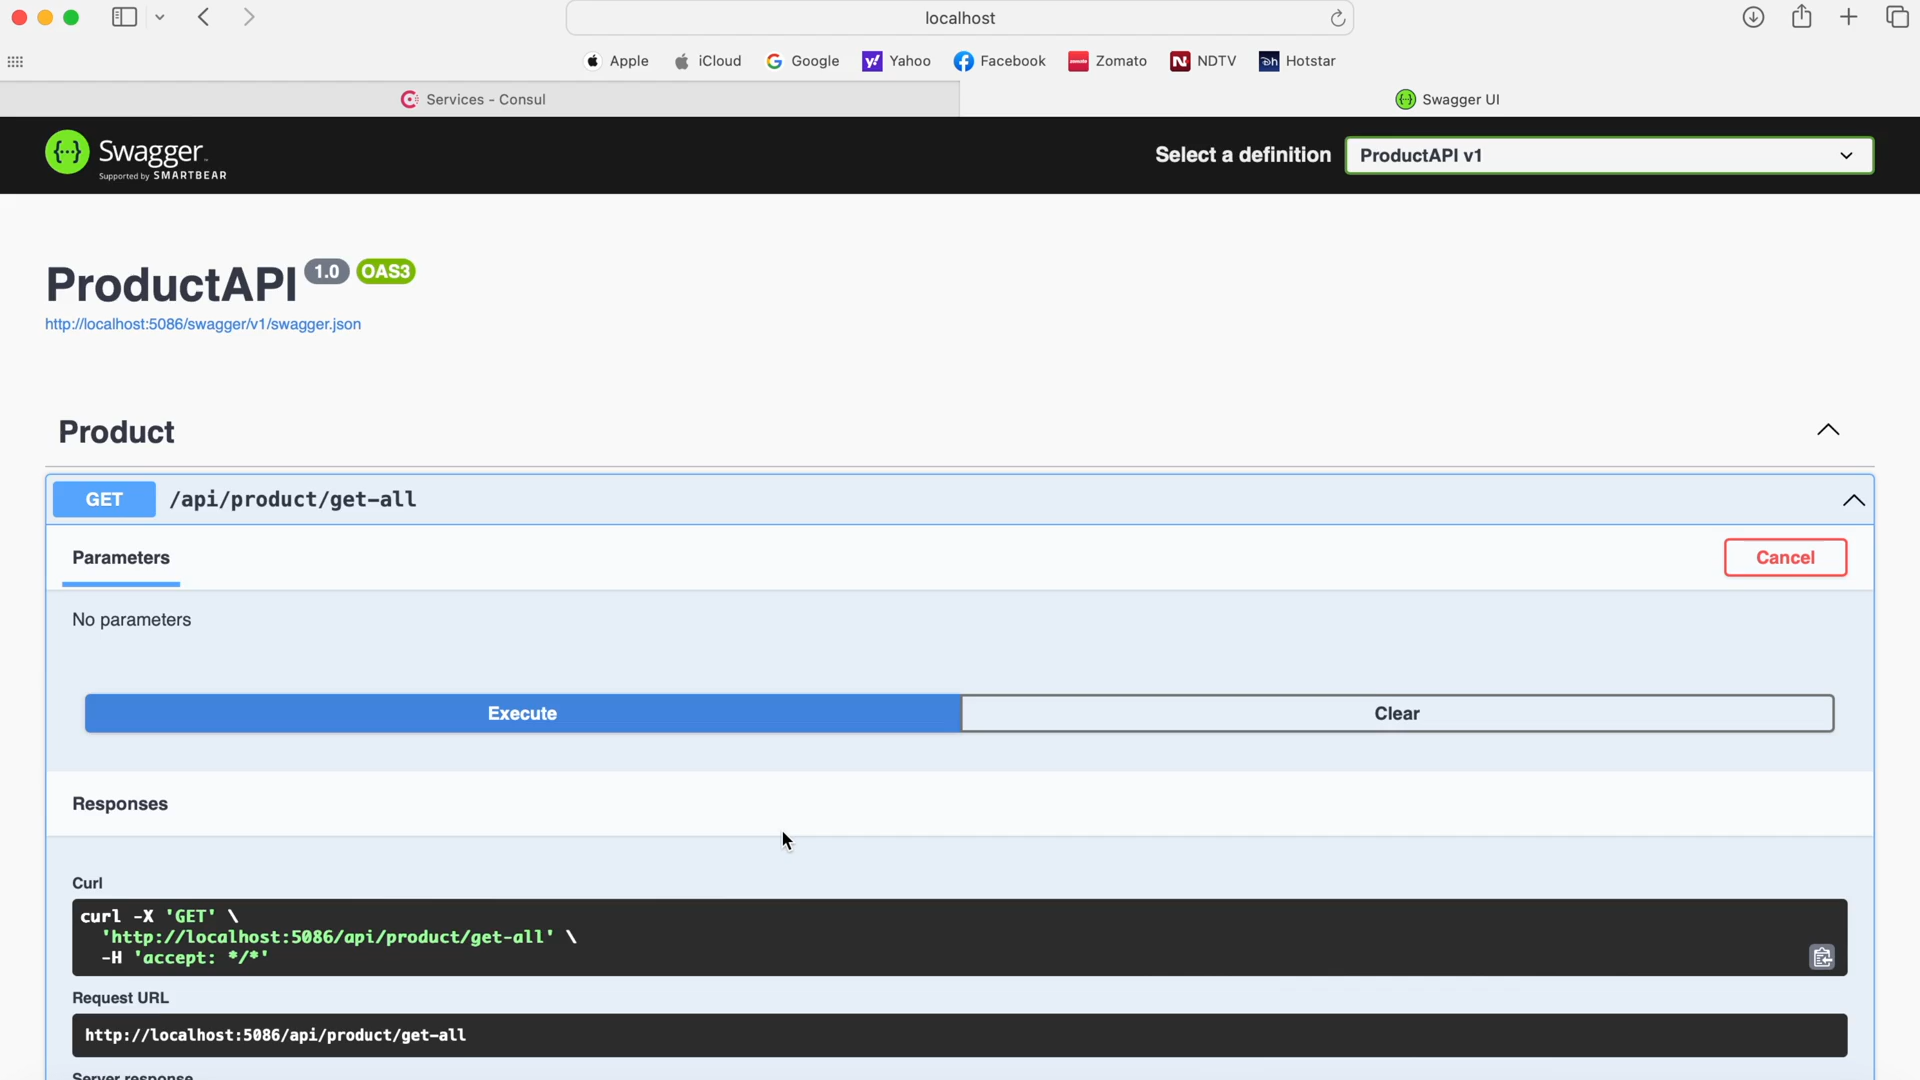 localhost
Apple iCloud Google Yahoo Facebook Zomato NDTV Hotstar
Services - Consul
Swagger UI
Swagger
Supported by SMARTBEAR
Select a definition
ProductAPI v1
ProductAPI 1.0 OAS3
http://localhost:5086/swagger/v1/swagger.json
Product
GET /api/product/get-all
Parameters
Cancel
No parameters
Execute
Clear
Responses
Curl
curl -X 'GET' \
'http://localhost:5086/api/product/get-all' \
-H 'accept: */*'
Request URL
http://localhost:5086/api/product/get-all
Server response